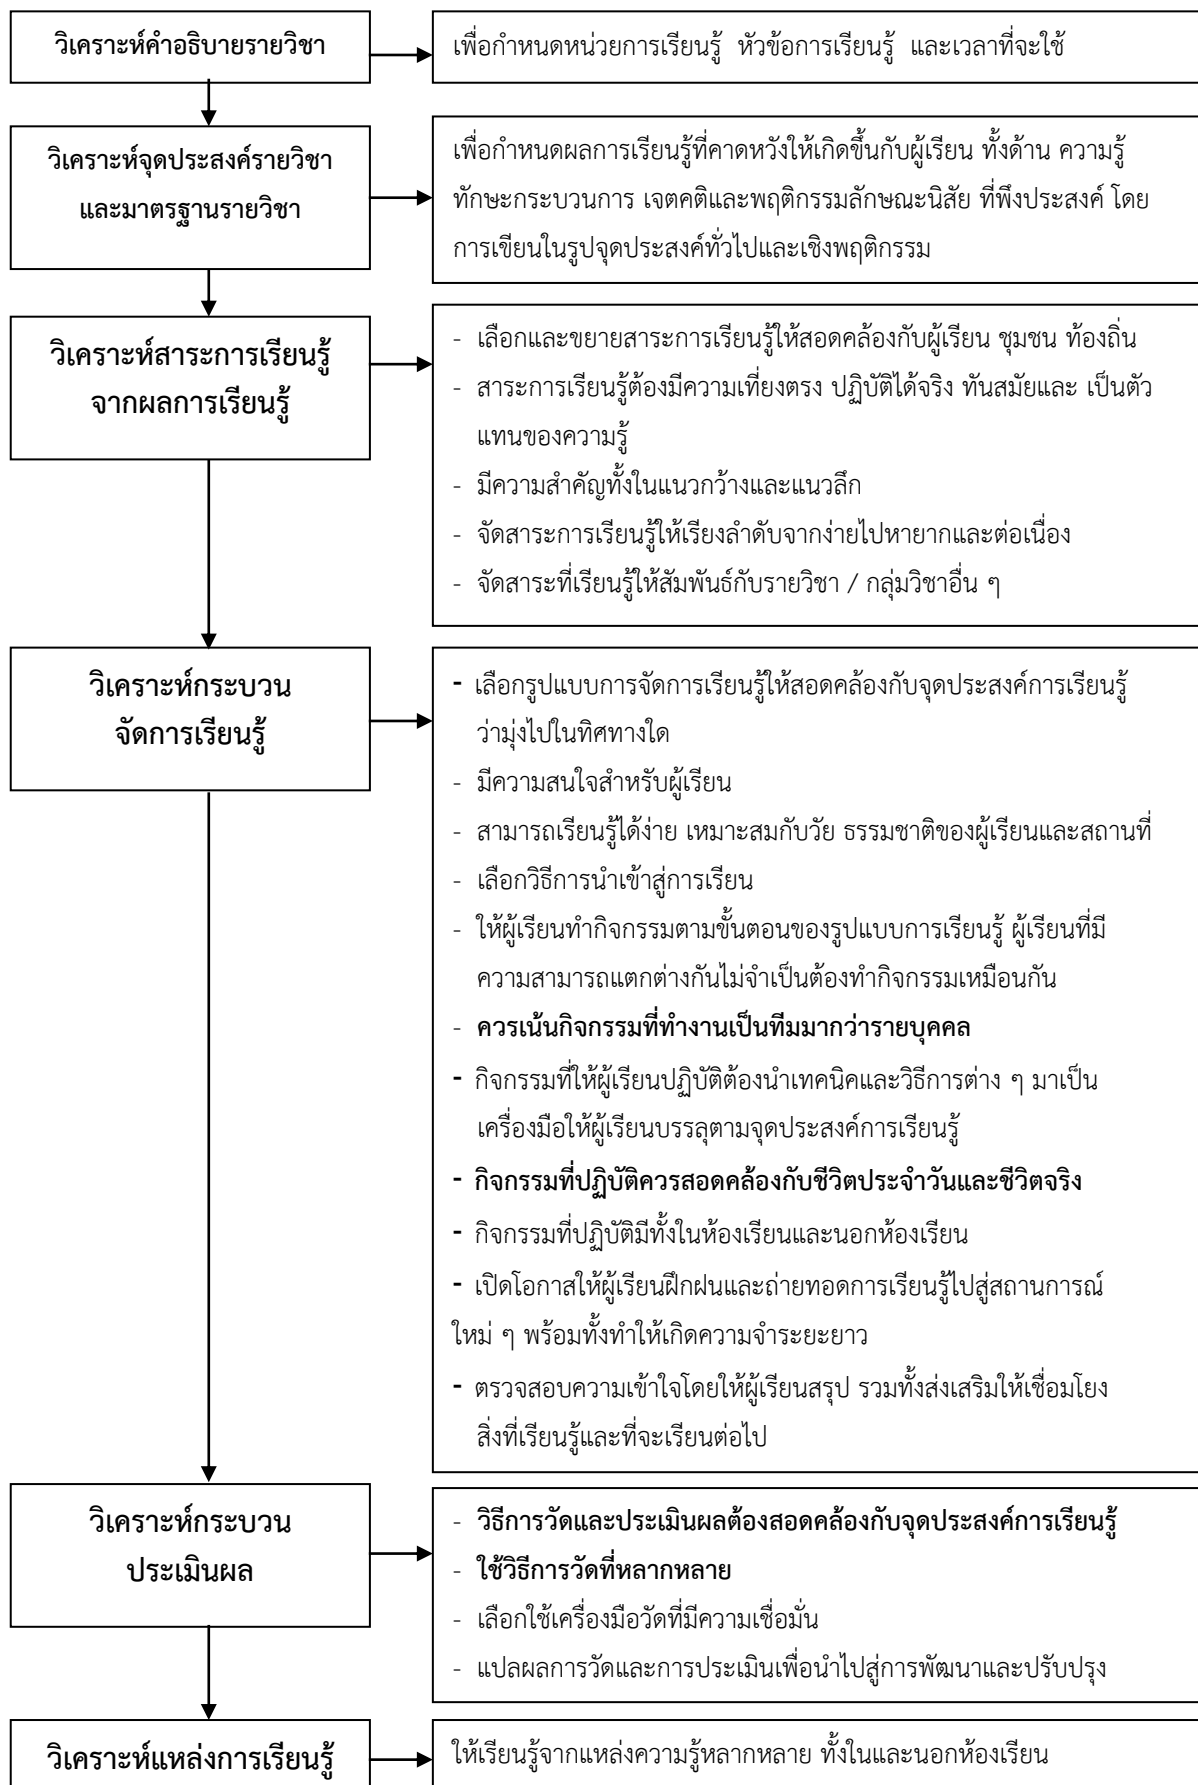 วิเคราะห์คำอธิบายรายวิชา
เพื่อกำหนดหน่วยการเรียนรู้ หัวข้อการเรียนรู้ และเวลาที่จะใช้
วิเคราะห์จุดประสงค์รายวิชา
และมาตรฐานรายวิชา
เพื่อกำหนดผลการเรียนรู้ที่คาดหวังให้เกิดขึ้นกับผู้เรียน ทั้งด้าน ความรู้
ทักษะกระบวนการ เจตคติและพฤติกรรมลักษณะนิสัย ที่พึงประสงค์ โดย
การเขียนในรูปจุดประสงค์ทั่วไปและเชิงพฤติกรรม
วิเคราะห์สาระการเรียนรู้
จากผลการเรียนรู้
- เลือกและขยายสาระการเรียนรู้ให้สอดคล้องกับผู้เรียน ชุมชน ท้องถิ่น
- สาระการเรียนรู้ต้องมีความเที่ยงตรง ปฏิบัติได้จริง ทันสมัยและ เป็นตัว
แทนของความรู้
- มีความสำคัญทั้งในแนวกว้างและแนวลึก
- จัดสาระการเรียนรู้ให้เรียงลำดับจากง่ายไปหายากและต่อเนื่อง
- จัดสาระที่เรียนรู้ให้สัมพันธ์กับรายวิชา / กลุ่มวิชาอื่น ๆ
วิเคราะห์กระบวน
จัดการเรียนรู้
- เลือกรูปแบบการจัดการเรียนรู้ให้สอดคล้องกับจุดประสงค์การเรียนรู้
ว่ามุ่งไปในทิศทางใด
- มีความสนใจสำหรับผู้เรียน
- สามารถเรียนรู้ได้ง่าย เหมาะสมกับวัย ธรรมชาติของผู้เรียนและสถานที่
- เลือกวิธีการนำเข้าสู่การเรียน
- ให้ผู้เรียนทำกิจกรรมตามขั้นตอนของรูปแบบการเรียนรู้ ผู้เรียนที่มี
ความสามารถแตกต่างกันไม่จำเป็นต้องทำกิจกรรมเหมือนกัน
- ควรเน้นกิจกรรมที่ทำงานเป็นทีมมากว่ารายบุคคล
- กิจกรรมที่ให้ผู้เรียนปฏิบัติต้องนำเทคนิคและวิธีการต่าง ๆ มาเป็น
เครื่องมือให้ผู้เรียนบรรลุตามจุดประสงค์การเรียนรู้
- กิจกรรมที่ปฏิบัติควรสอดคล้องกับชีวิตประจำวันและชีวิตจริง
- กิจกรรมที่ปฏิบัติมีทั้งในห้องเรียนและนอกห้องเรียน
- เปิดโอกาสให้ผู้เรียนฝึกฝนและถ่ายทอดการเรียนรู้ไปสู่สถานการณ์
ใหม่ ๆ พร้อมทั้งทำให้เกิดความจำระยะยาว
- ตรวจสอบความเข้าใจโดยให้ผู้เรียนสรุป รวมทั้งส่งเสริมให้เชื่อมโยง
สิ่งที่เรียนรู้และที่จะเรียนต่อไป
วิเคราะห์กระบวน
ประเมินผล
- วิธีการวัดและประเมินผลต้องสอดคล้องกับจุดประสงค์การเรียนรู้
- ใช้วิธีการวัดที่หลากหลาย
- เลือกใช้เครื่องมือวัดที่มีความเชื่อมั่น
- แปลผลการวัดและการประเมินเพื่อนำไปสู่การพัฒนาและปรับปรุง
วิเคราะห์แหล่งการเรียนรู้
ให้เรียนรู้จากแหล่งความรู้หลากหลาย ทั้งในและนอกห้องเรียน